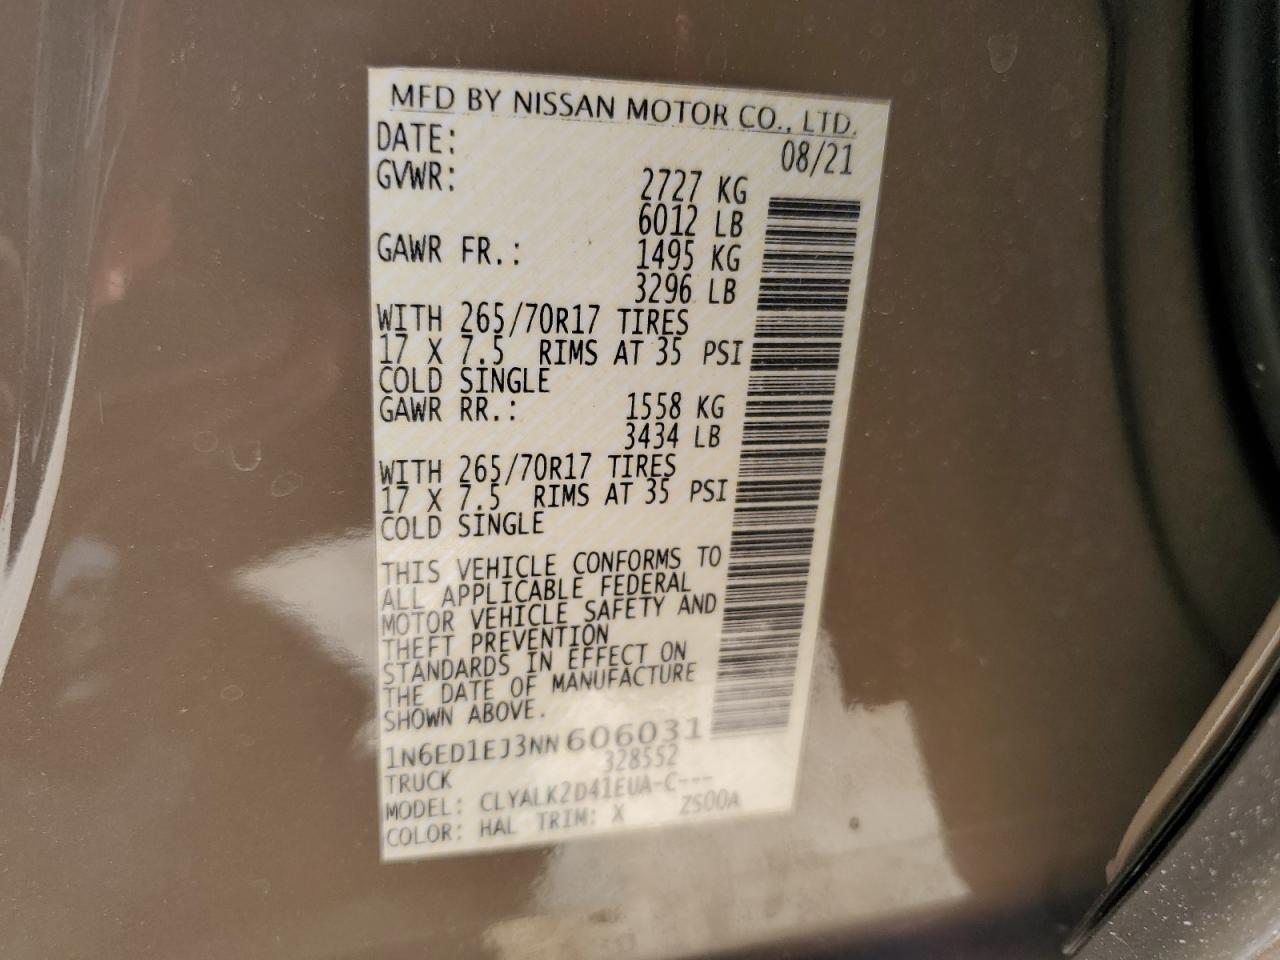 MFD BY NISSAN MOTOR CO., LTD.
DATE: 08/21
GVWR: 2727 KG
6012 LB
GAWR FR.: 1495 KG
3296 LB
WITH 265/70R17 TIRES
17 X 7.5 RIMS AT 35 PSI
COLD SINGLE
GAWR RR.: 1558 KG
3434 LB
WITH 265/70R17 TIRES
17 X 7.5 RIMS AT 35 PSI
COLD SINGLE
THIS VEHICLE CONFORMS TO
ALL APPLICABLE FEDERAL
MOTOR VEHICLE SAFETY AND
THEFT PREVENTION
STANDARDS IN EFFECT ON
THE DATE OF MANUFACTURE
SHOWN ABOVE.
1N6ED1EJ3NN606031
328552
TRUCK
MODEL: CLYALK2D41EUA-C---
COLOR: HAL TRIM: X ZS00A